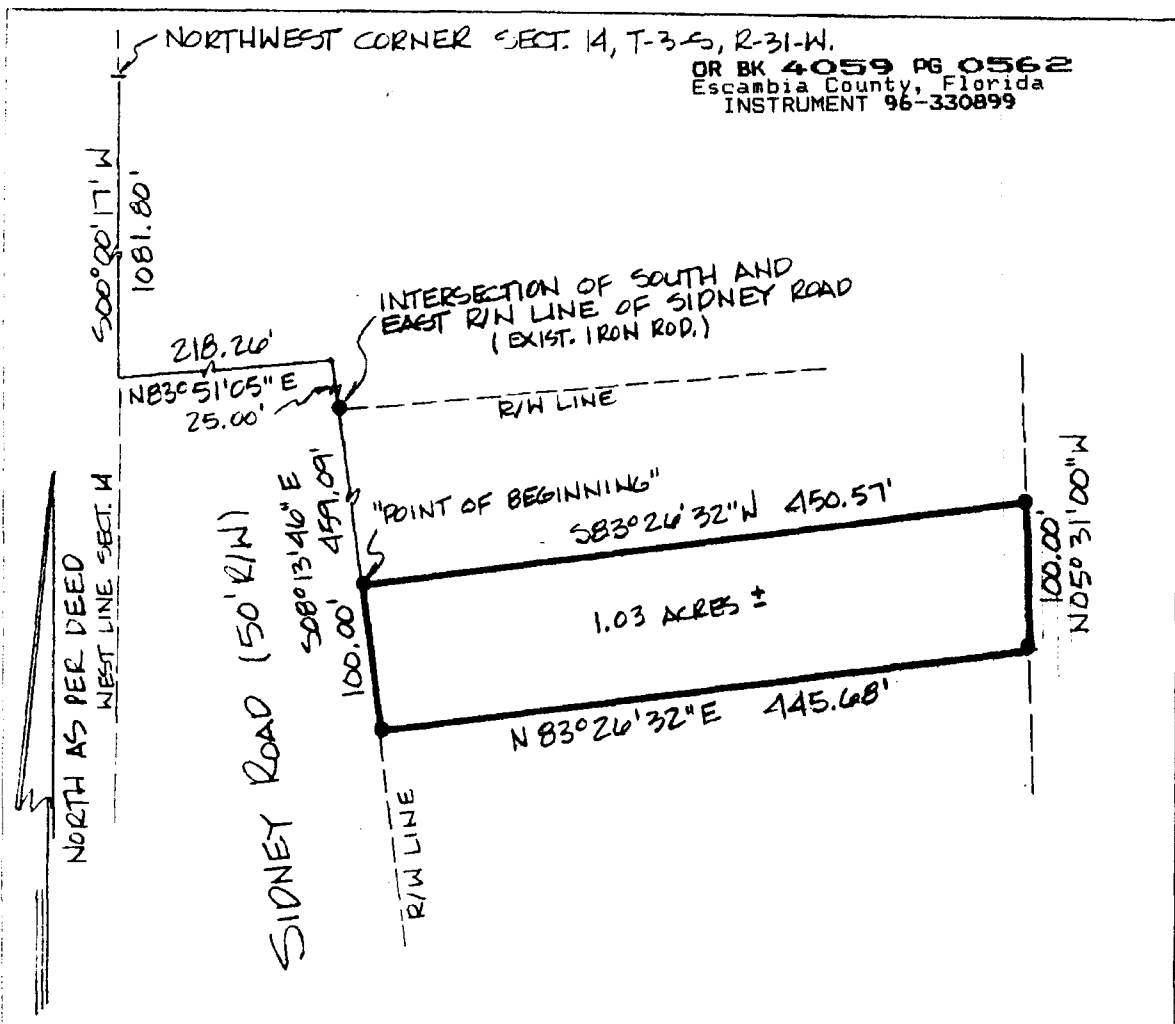 NORTHWEST CORNER SECT. 14, T-3-S, R-31-W.
OR BK 4059 PG 0562
Escambia County, Florida
INSTRUMENT 96-330899
S00°00'17"W
1081.80'
INTERSECTION OF SOUTH AND
EAST R/W LINE OF SIDNEY ROAD
(EXIST. IRON ROD.)
218.26'
N83°51'05"E
25.00'
R/W LINE
S08°13'46"E
459.09'
"POINT OF BEGINNING"
S83°26'32"W 450.57'
100.00'
N05°31'00"W
1.03 ACRES ±
100.00'
N 83°26'32"E 445.68'
SIDNEY ROAD (50' R/W)
R/W LINE
WEST LINE SECT. 14
NORTH AS PER DEED